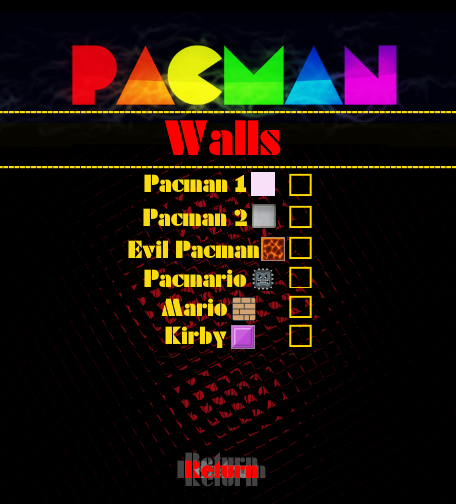 PACMAN
Walls
Pacman 1
Pacman 2
Evil Pacman
Pacmario
Mario
Kirby
Return